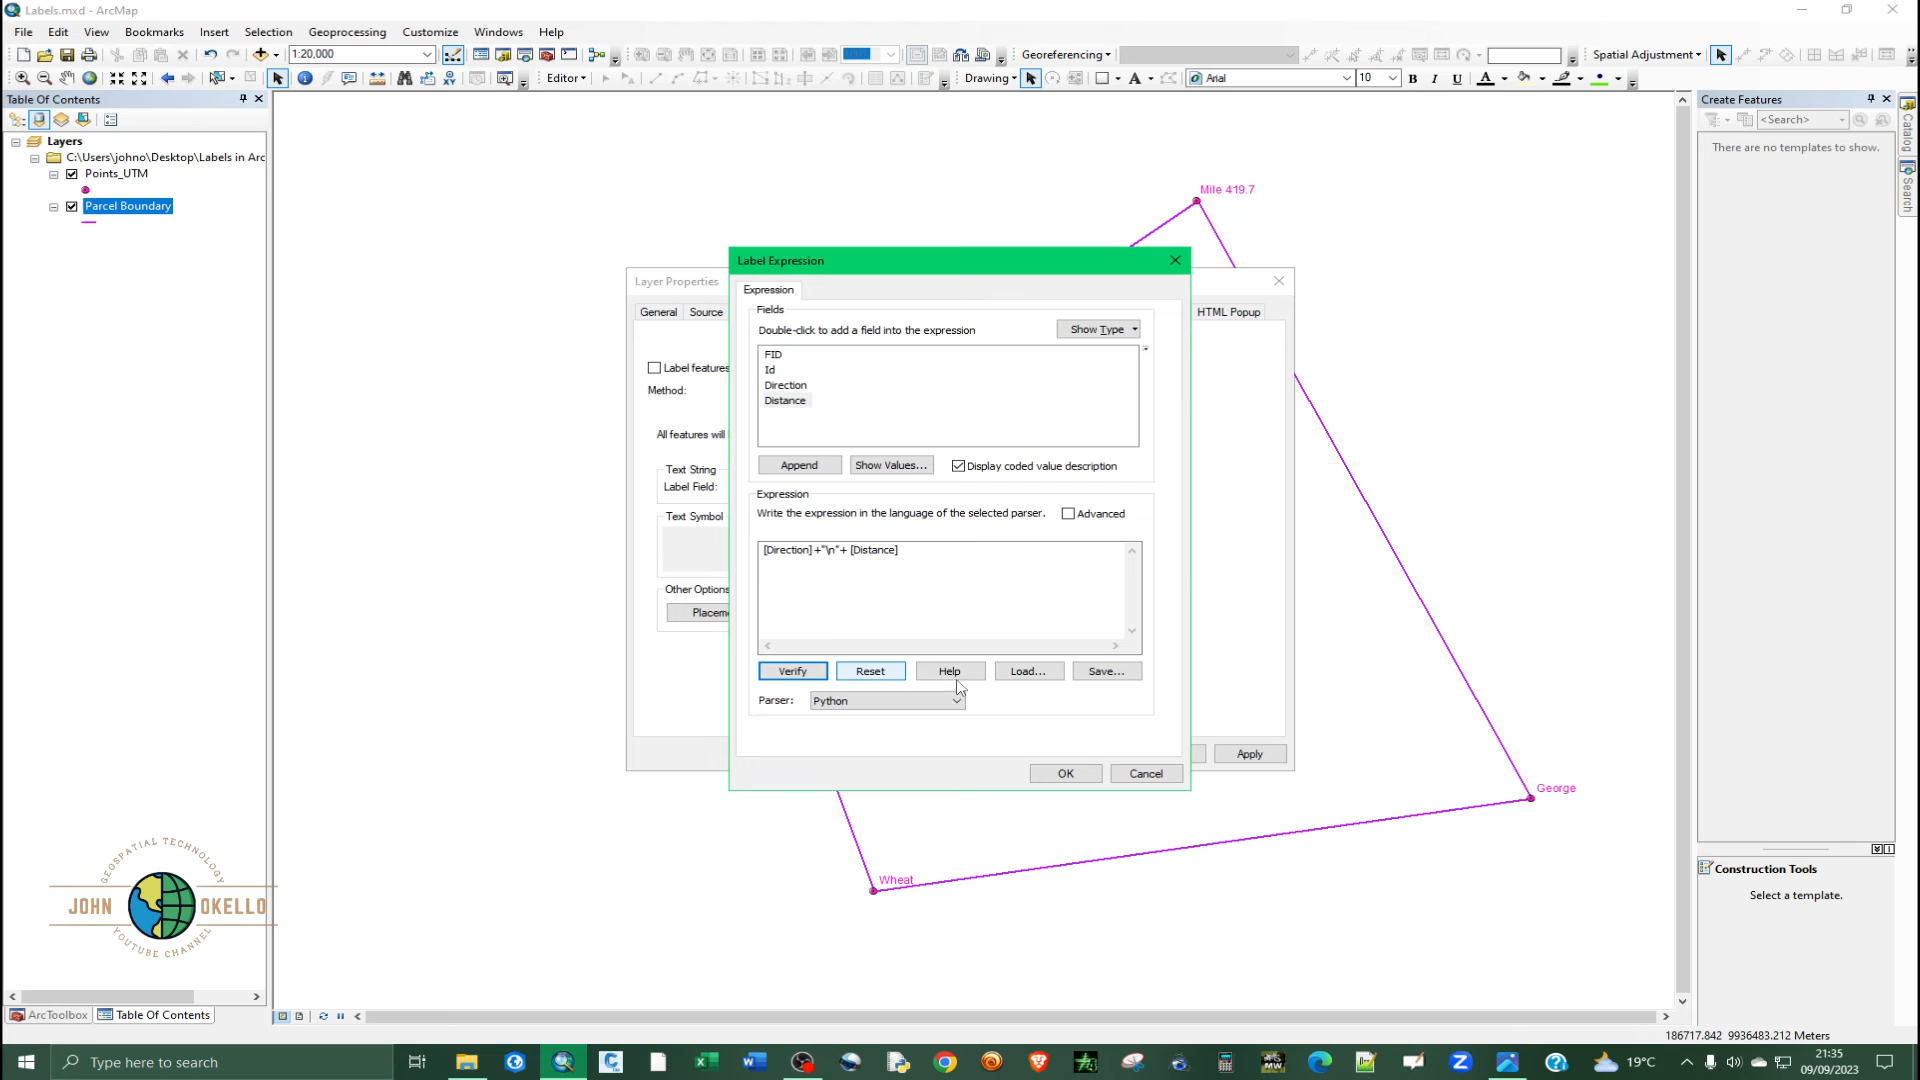 Labels.mxd - ArcMap
File Edit View Bookmarks Insert Selection Geoprocessing Customize Windows Help
1:20,000 Georeferencing Spatial Adjustment
Editor Drawing Arial 10 B I U A
Table Of Contents
Layers
C:\Users\johno\Desktop\Labels in Arc
Points_UTM
Parcel Boundary
Mile 419.7
George
Wheat
Layer Properties
General Source HTML Popup
Label features
Method:
All features will
Text String
Label Field:
Text Symbol
Other Options
Placem
Apply
Label Expression
Expression
Fields
Double-click to add a field into the expression Show Type
FID
Id
Direction
Distance
Append Show Values... Display coded value description
Expression
Write the expression in the language of the selected parser. Advanced
[Direction] +"\n"+ [Distance]
Verify Reset Help Load... Save...
Parser: Python
OK Cancel
Create Features
<Search>
There are no templates to show.
Catalog
Search
Construction Tools
Select a template.
GEOSPATIAL TECHNOLOGY
JOHN OKELLO
YOUTUBE CHANNEL
ArcToolbox Table Of Contents
186717.842 9936483.212 Meters
Type here to search
19°C
21:35
09/09/2023